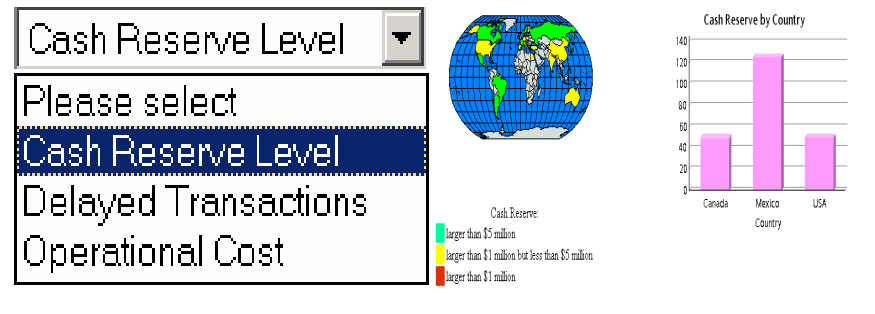 Cash Reserve Level
Please select
Cash Reserve Level
Delayed Transactions
Operational Cost
Cash Reserve:
larger than $5 million
larger than $1 million but less than $5 million
larger than $1 million
Cash Reserve by Country
140
120
100
80
60
40
20
0
Canada Mexico USA
Country